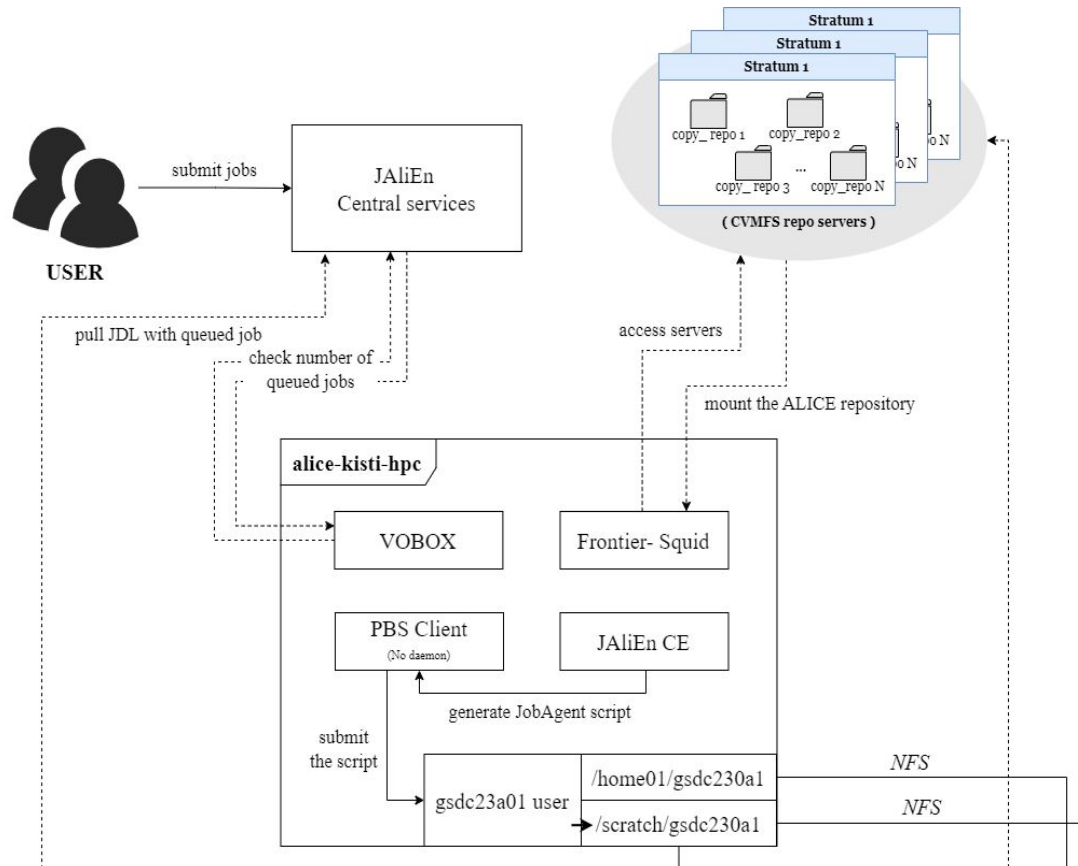 Stratum 1
Stratum 1
Stratum 1
copy_ repo 1
copy_repo 2
copy_ repo 3
...
copy_repo N
repo N
repo N
( CVMFS repo servers )
submit jobs
JAliEn
Central services
USER
pull JDL with queued job
check number of
queued jobs
access servers
mount the ALICE repository
alice-kisti-hpc
VOBOX
Frontier- Squid
PBS Client
(No daemon)
JAliEn CE
generate JobAgent script
submit
the script
gsdc23a01 user
/home01/gsdc230a1
/scratch/gsdc230a1
NFS
NFS